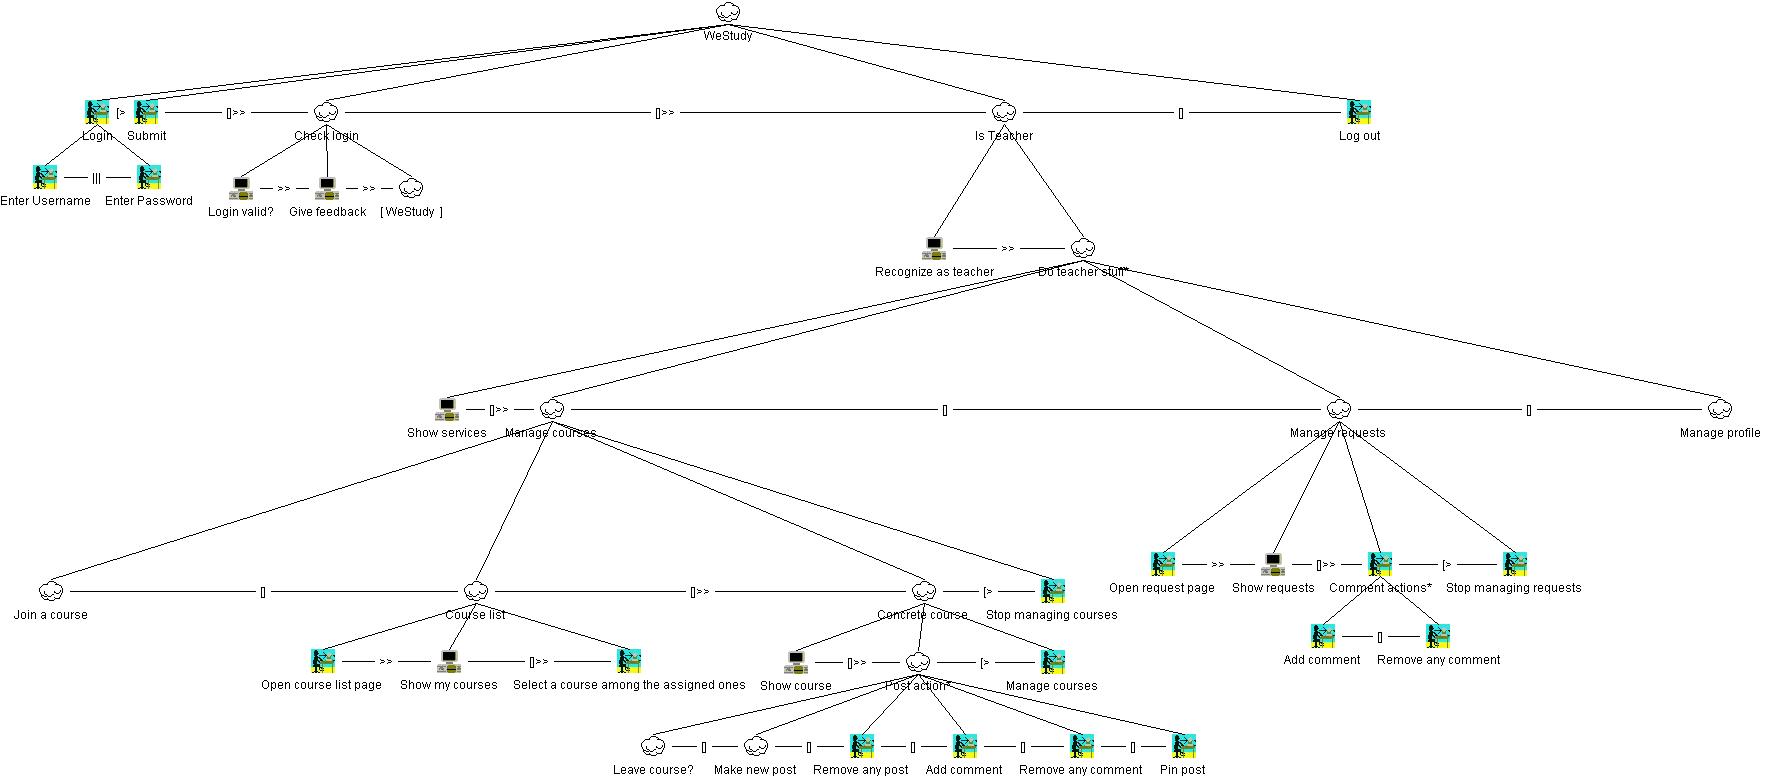 WeStudy
[> []>> []>> []
Login Submit Check login Is Teacher Log out
||| >> >>
Enter Username Enter Password Login valid? Give feedback [ WeStudy ]
>>
Recognize as teacher Do teacher stuff*
[]>> [] []
Show services Manage courses Manage requests Manage profile
>> []>> [>
Open request page Show requests Comment actions* Stop managing requests
[] []>> [>
Join a course Course list Concrete course Stop managing courses
[]
Add comment Remove any comment
>> []>> []>> [>
Open course list page Show my courses Select a course among the assigned ones Show course Post action* Manage courses
[] [] [] [] []
Leave course? Make new post Remove any post Add comment Remove any comment Pin post